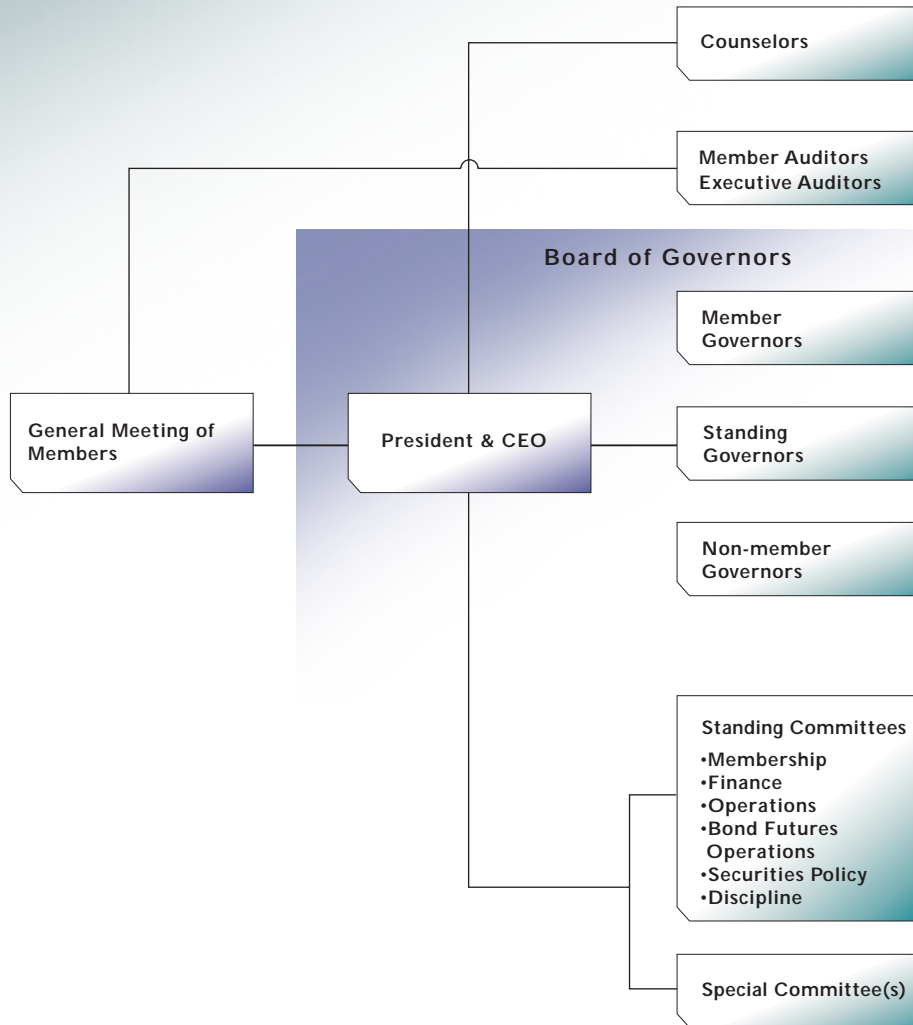 Counselors
Member Auditors
Executive Auditors
Board of Governors
Member
Governors
General Meeting of
Members
President & CEO
Standing
Governors
Non-member
Governors
Standing Committees
•Membership
•Finance
•Operations
•Bond Futures
Operations
•Securities Policy
•Discipline
Special Committee(s)